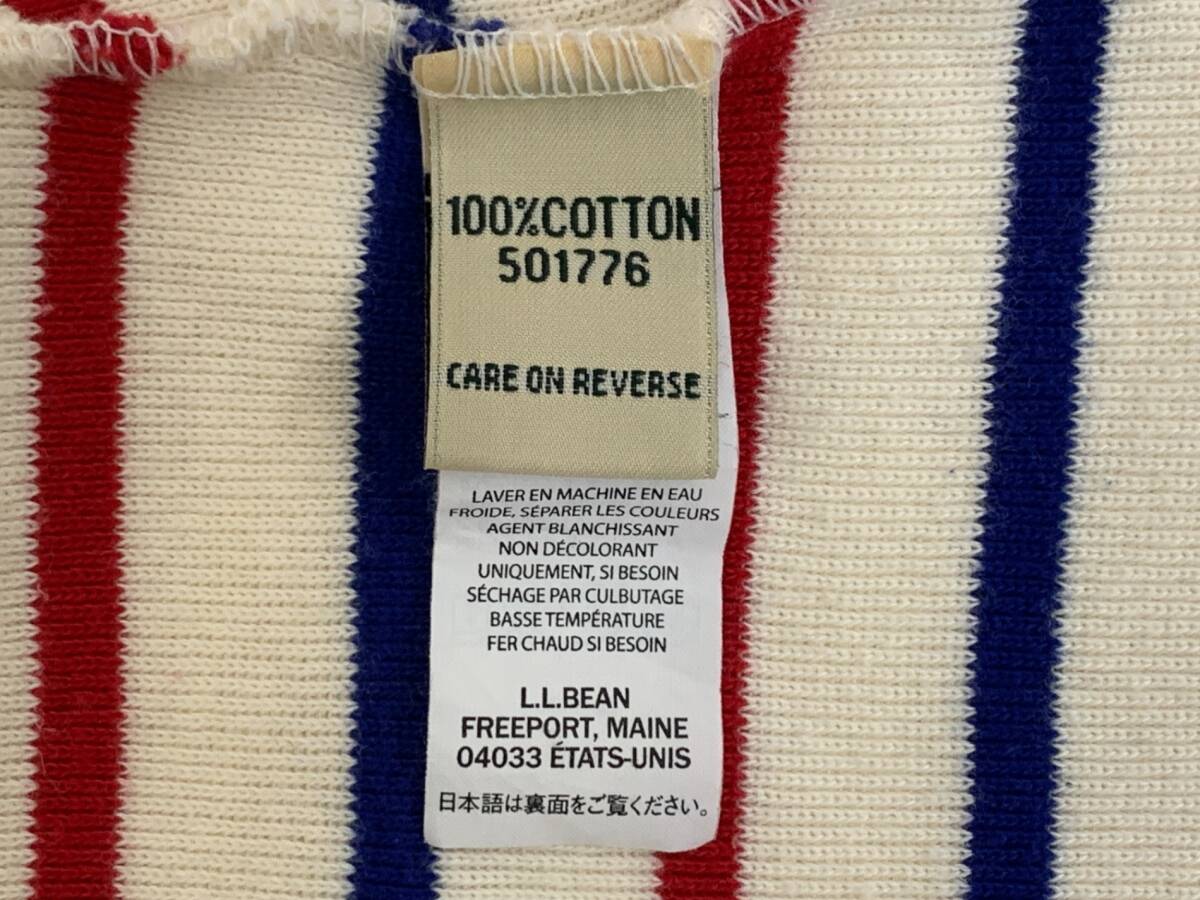 100%COTTON
501776
CARE ON REVERSE
LAVER EN MACHINE EN EAU
FROIDE, SÉPARER LES COULEURS
AGENT BLANCHISSANT
NON DÉCOLORANT
UNIQUEMENT, SI BESOIN
SÉCHAGE PAR CULBUTAGE
BASSE TEMPÉRATURE
FER CHAUD SI BESOIN
L.L.BEAN
FREEPORT, MAINE
04033 ÉTATS-UNIS
日本語は裏面をご覧ください。